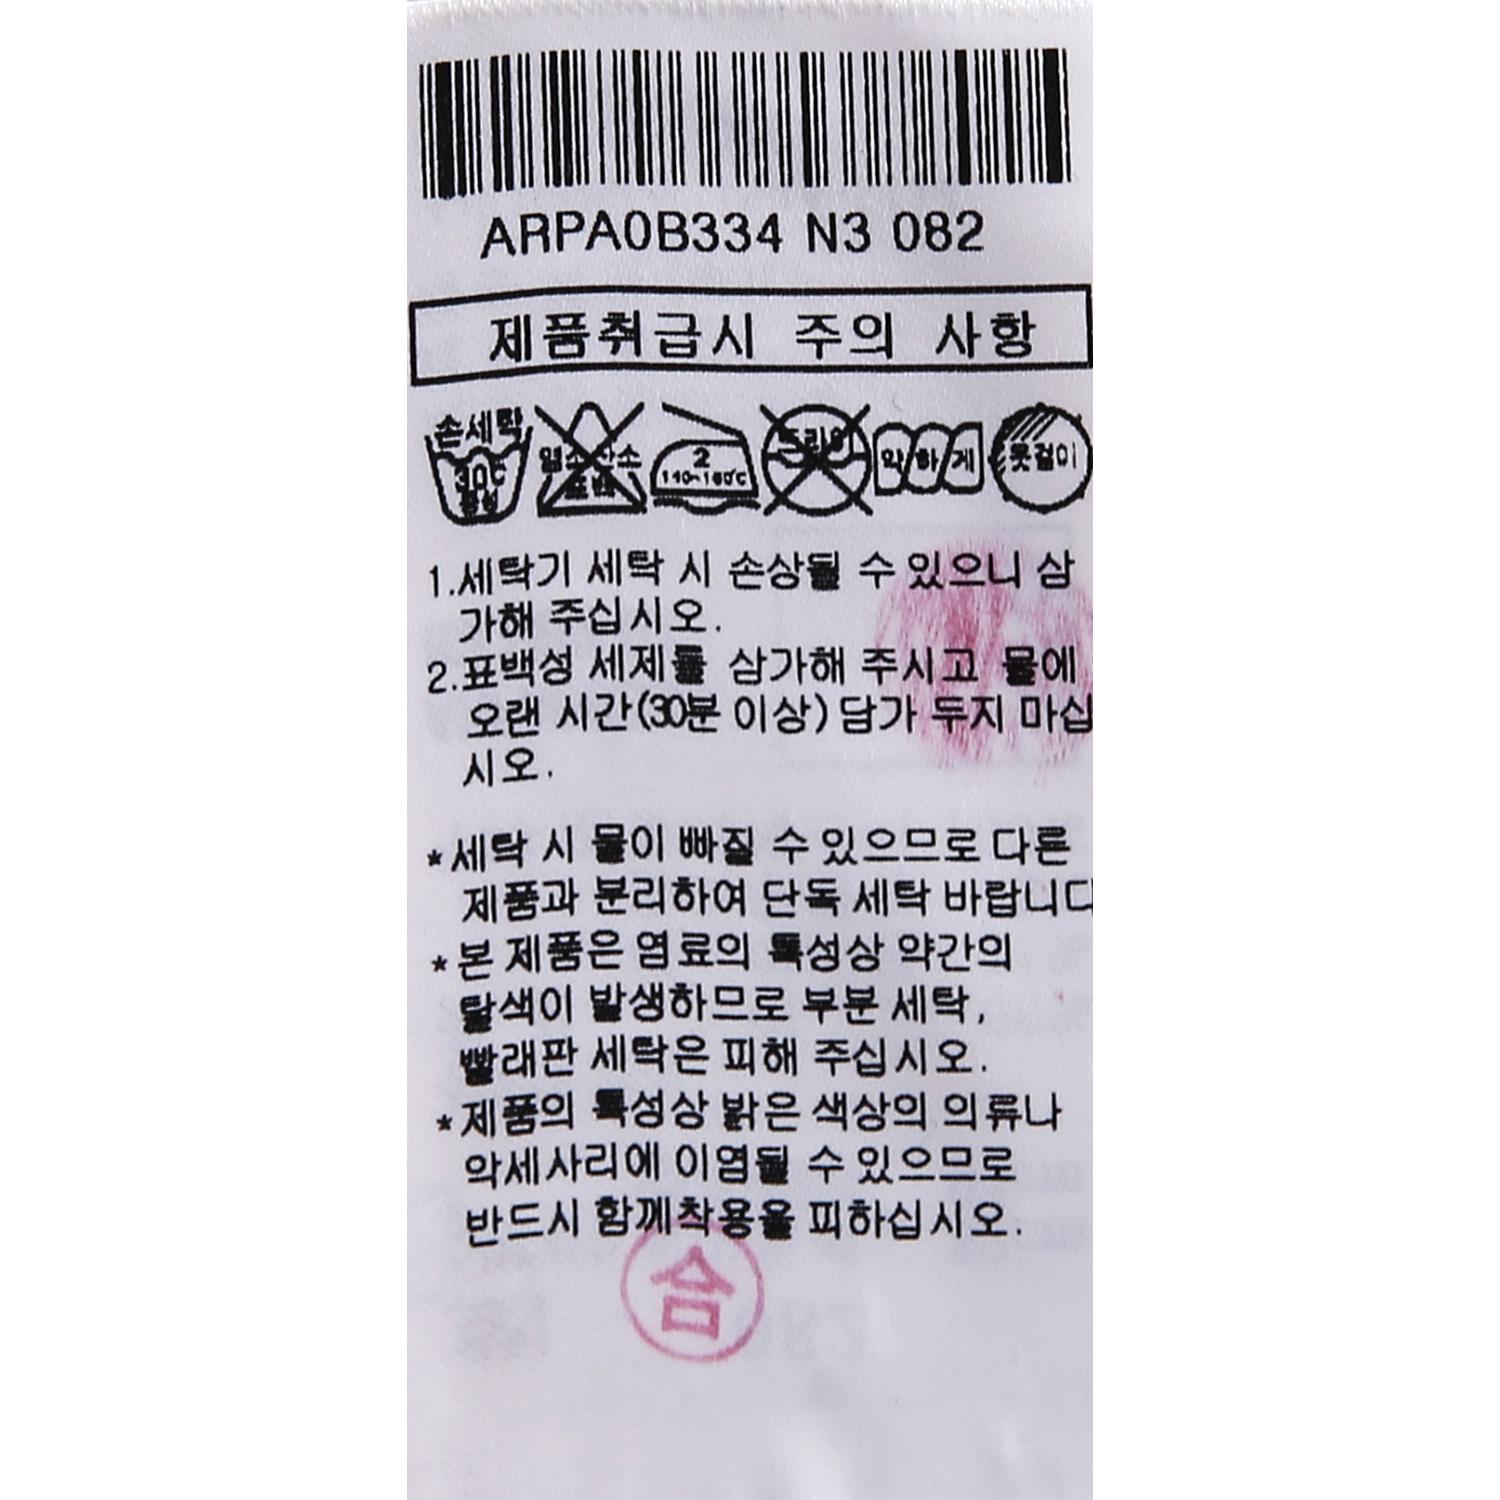 ARPA0B334 N3 082
제품취급시 주의 사항
손세탁 30℃ 중성
염소산소 표백
2 140~160℃
드라이
약하게
옷걸이
1.세탁기 세탁 시 손상될 수 있으니 삼
가해 주십시오.
2.표백성 세제를 삼가해 주시고 물에
오랜 시간(30분 이상) 담가 두지 마십
시오.
*세탁 시 물이 빠질 수 있으므로 다른
제품과 분리하여 단독 세탁 바랍니다
*본 제품은 염료의 특성상 약간의
탈색이 발생하므로 부분 세탁,
빨래판 세탁은 피해 주십시오.
*제품의 특성상 밝은 색상의 의류나
악세사리에 이염될 수 있으므로
반드시 함께착용을 피하십시오.
合